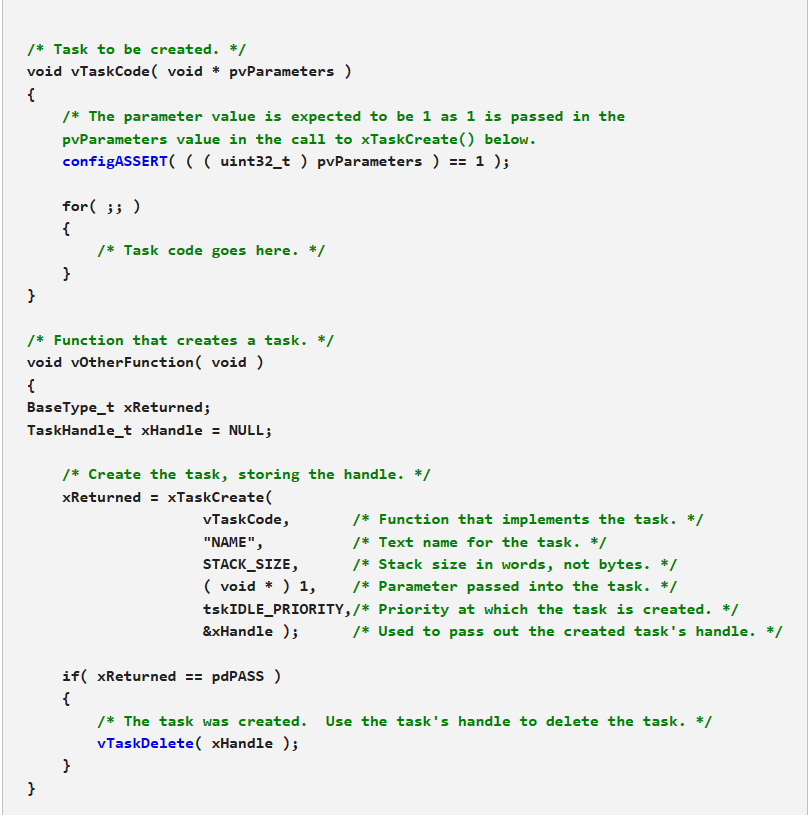 /* Task to be created. */
void vTaskCode( void * pvParameters )
{
    /* The parameter value is expected to be 1 as 1 is passed in the
    pvParameters value in the call to xTaskCreate() below.
    configASSERT( ( ( uint32_t ) pvParameters ) == 1 );

    for( ;; )
    {
        /* Task code goes here. */
    }
}

/* Function that creates a task. */
void vOtherFunction( void )
{
BaseType_t xReturned;
TaskHandle_t xHandle = NULL;

    /* Create the task, storing the handle. */
    xReturned = xTaskCreate(
                    vTaskCode,       /* Function that implements the task. */
                    "NAME",          /* Text name for the task. */
                    STACK_SIZE,      /* Stack size in words, not bytes. */
                    ( void * ) 1,    /* Parameter passed into the task. */
                    tskIDLE_PRIORITY,/* Priority at which the task is created. */
                    &xHandle );      /* Used to pass out the created task's handle. */

    if( xReturned == pdPASS )
    {
        /* The task was created.  Use the task's handle to delete the task. */
        vTaskDelete( xHandle );
    }
}